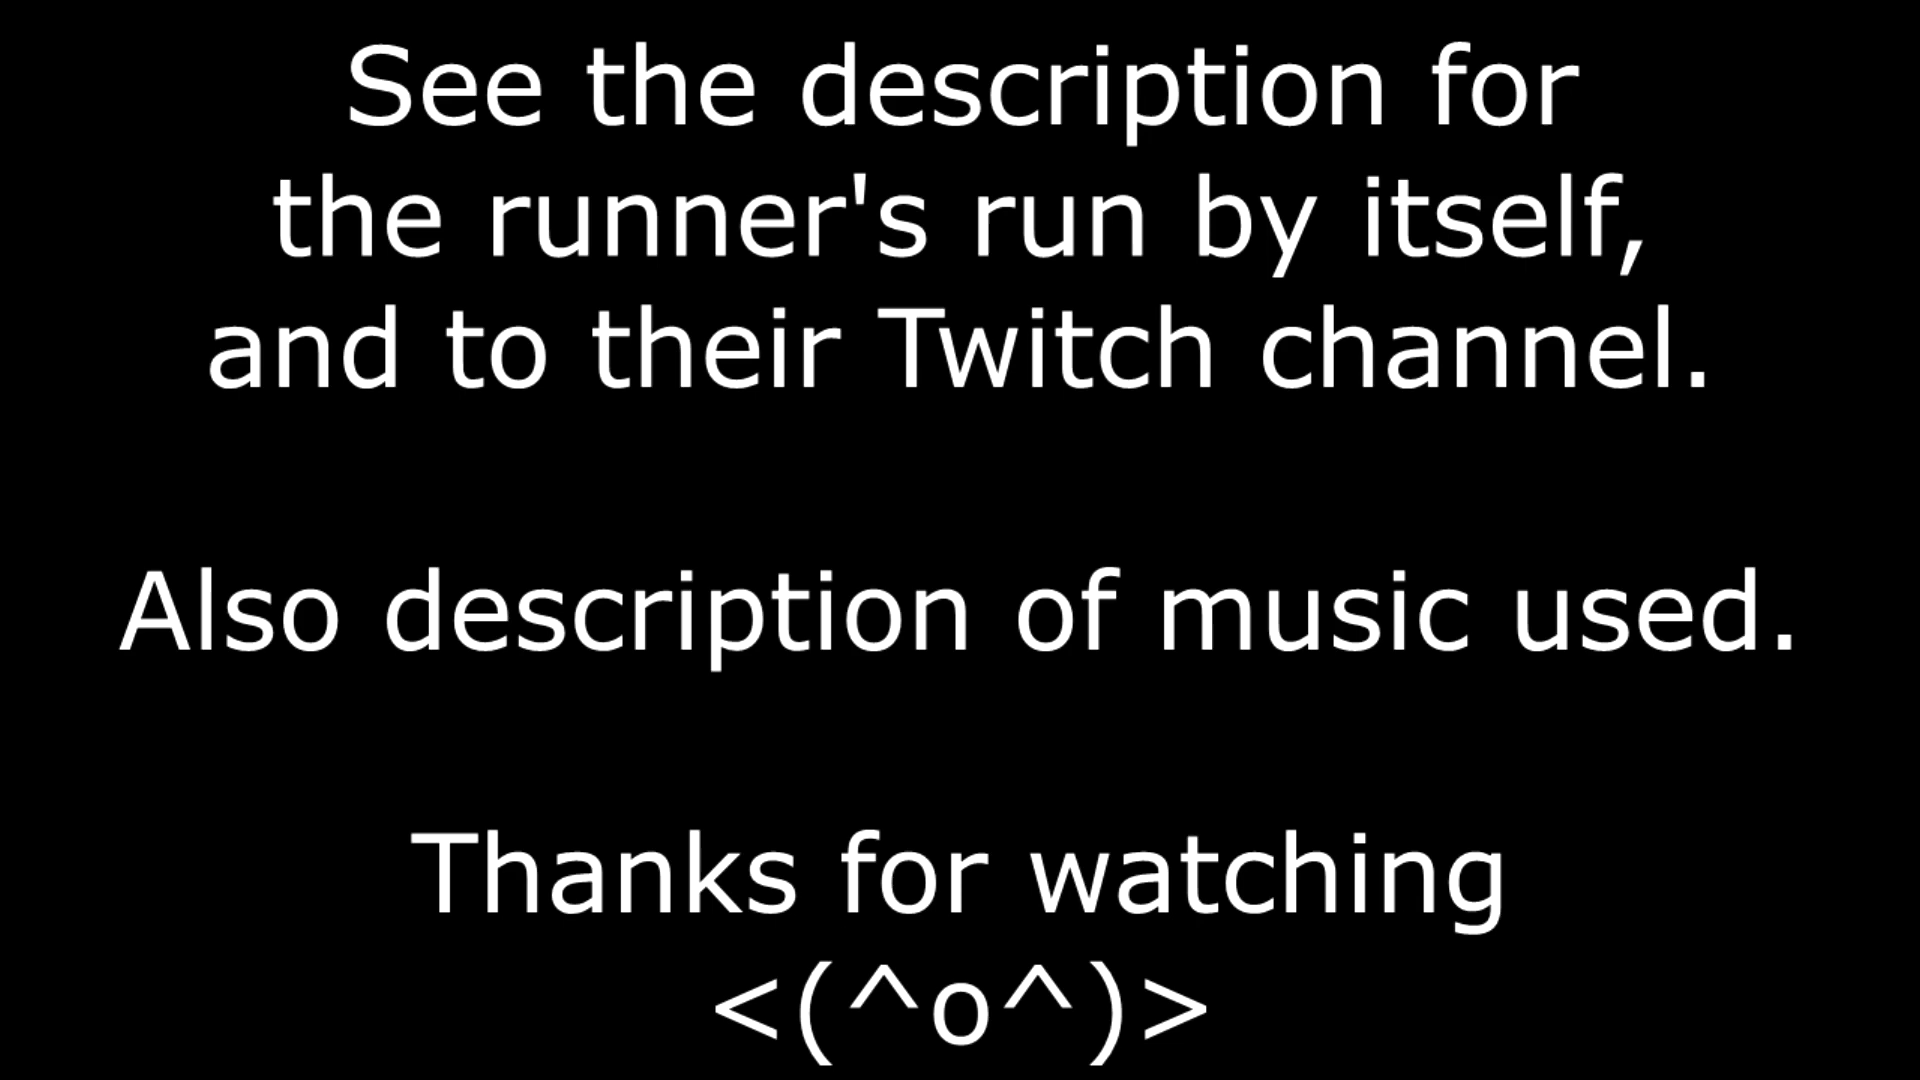 See the description for
the runner's run by itself,
and to their Twitch channel.
Also description of music used.
Thanks for watching
<(^o^)>